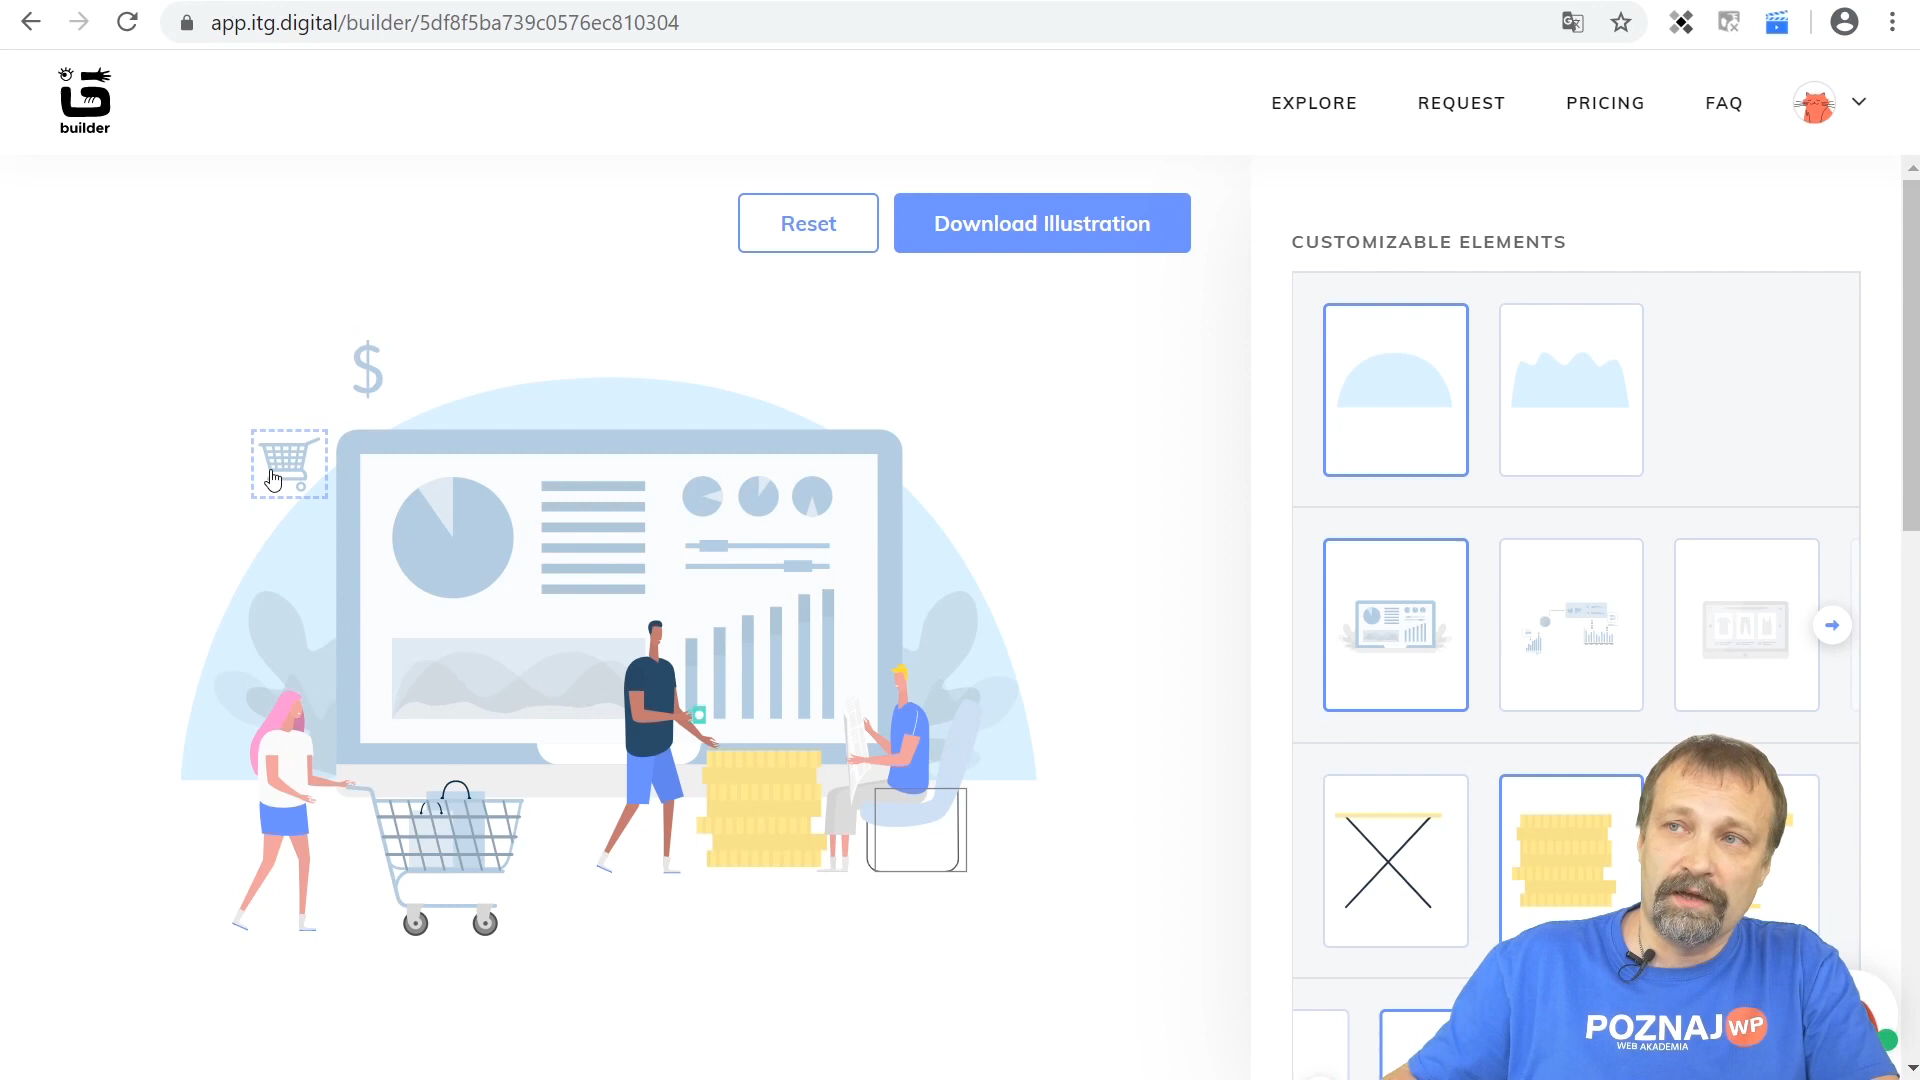 app.itg.digital/builder/5df8f5ba739c0576ec810304
builder
EXPLORE
REQUEST
PRICING
FAQ
Reset
Download Illustration
CUSTOMIZABLE ELEMENTS
$
POZNAJ WP
WEB AKADEMIA